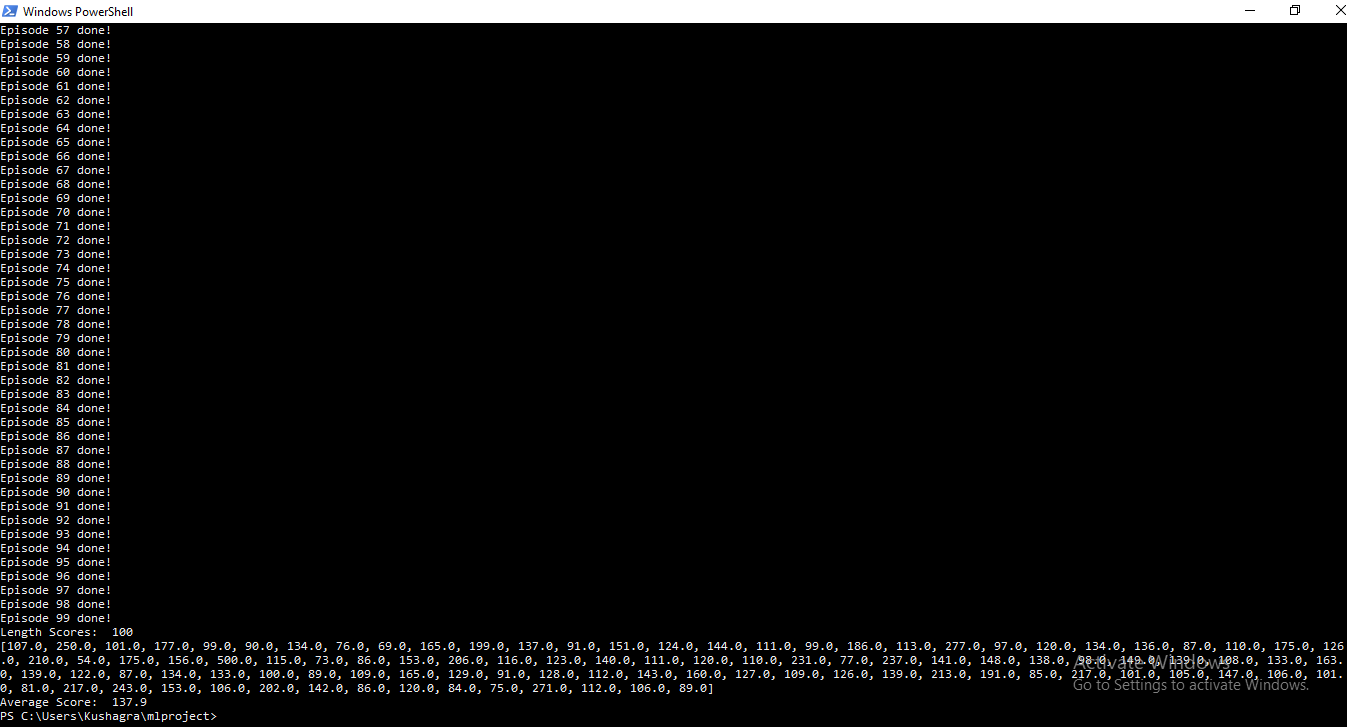 Windows PowerShell
Episode 57 done!
Episode 58 done!
Episode 59 done!
Episode 60 done!
Episode 61 done!
Episode 62 done!
Episode 63 done!
Episode 64 done!
Episode 65 done!
Episode 66 done!
Episode 67 done!
Episode 68 done!
Episode 69 done!
Episode 70 done!
Episode 71 done!
Episode 72 done!
Episode 73 done!
Episode 74 done!
Episode 75 done!
Episode 76 done!
Episode 77 done!
Episode 78 done!
Episode 79 done!
Episode 80 done!
Episode 81 done!
Episode 82 done!
Episode 83 done!
Episode 84 done!
Episode 85 done!
Episode 86 done!
Episode 87 done!
Episode 88 done!
Episode 89 done!
Episode 90 done!
Episode 91 done!
Episode 92 done!
Episode 93 done!
Episode 94 done!
Episode 95 done!
Episode 96 done!
Episode 97 done!
Episode 98 done!
Episode 99 done!
Length Scores:  100
[107.0, 250.0, 101.0, 177.0, 99.0, 90.0, 134.0, 76.0, 69.0, 165.0, 199.0, 137.0, 91.0, 151.0, 124.0, 144.0, 111.0, 99.0, 186.0, 113.0, 277.0, 97.0, 120.0, 134.0, 136.0, 87.0, 110.0, 175.0, 126
.0, 210.0, 54.0, 175.0, 156.0, 500.0, 115.0, 73.0, 86.0, 153.0, 206.0, 116.0, 123.0, 140.0, 111.0, 120.0, 110.0, 231.0, 77.0, 237.0, 141.0, 148.0, 138.0, 133.0, 163.
0, 139.0, 122.0, 87.0, 134.0, 133.0, 100.0, 89.0, 109.0, 165.0, 129.0, 91.0, 128.0, 112.0, 143.0, 160.0, 127.0, 109.0, 126.0, 139.0, 213.0, 191.0, 85.0, 217.0, 101.0, 105.0, 147.0, 106.0, 101.
0, 81.0, 217.0, 243.0, 153.0, 106.0, 202.0, 142.0, 86.0, 120.0, 84.0, 75.0, 271.0, 112.0, 106.0, 89.0]
Average Score:  137.9
PS C:\Users\Kushagra\mlproject>
Activate Windows
Go to Settings to activate Windows.